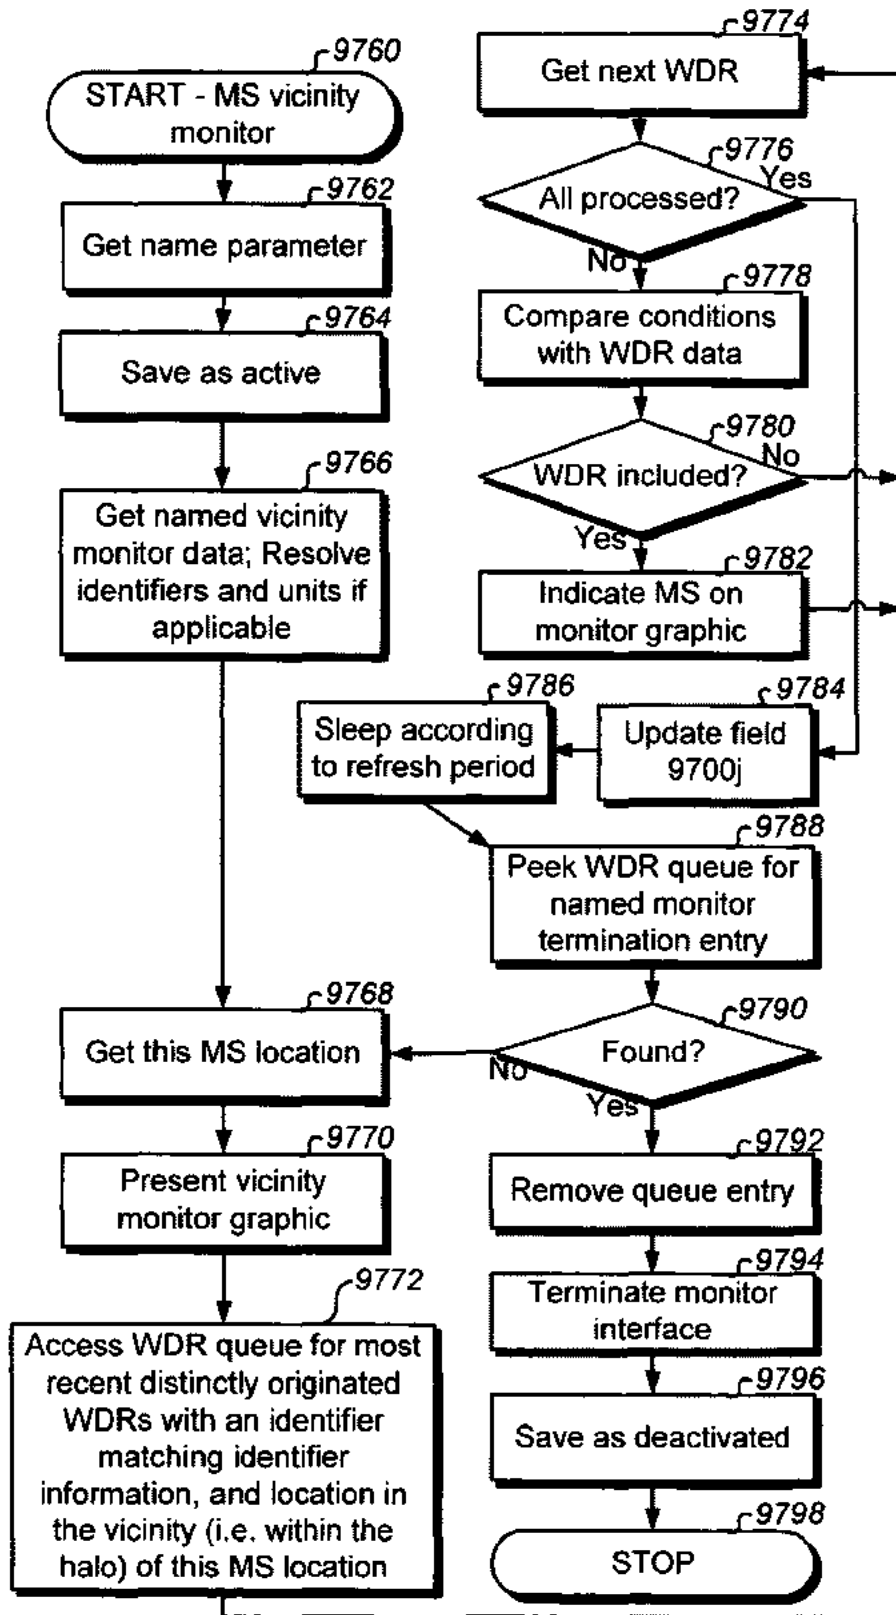 9760
START - MS vicinity
monitor
9762
Get name parameter
9764
Save as active
9766
Get named vicinity
monitor data; Resolve
identifiers and units if
applicable
9768
Get this MS location
9770
Present vicinity
monitor graphic
9772
Access WDR queue for most
recent distinctly originated
WDRs with an identifier
matching identifier
information, and location in
the vicinity (i.e. within the
halo) of this MS location
9774
Get next WDR
9776
Yes
All processed?
No
9778
Compare conditions
with WDR data
9780
No
WDR included?
Yes
9782
Indicate MS on
monitor graphic
9784
Update field
9700j
9786
Sleep according
to refresh period
9788
Peek WDR queue for
named monitor
termination entry
9790
Found?
No
Yes
9792
Remove queue entry
9794
Terminate monitor
interface
9796
Save as deactivated
9798
STOP